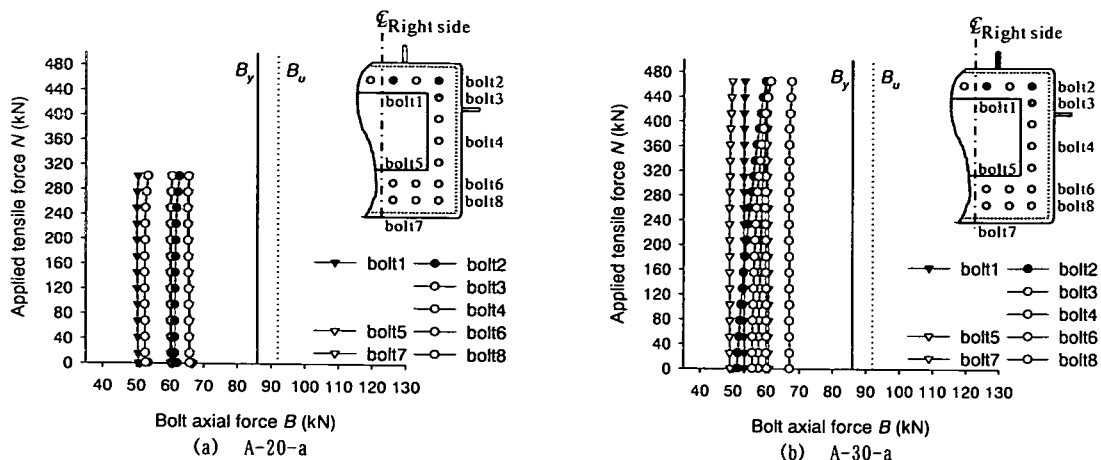 ℄ Right side
480
440
400
360
320
280
240
200
160
120
80
40
0
Applied tensile force N (kN)
By
Bu
bolt1
bolt2
bolt3
bolt4
bolt5
bolt6
bolt8
bolt7
bolt1
bolt2
bolt3
bolt4
bolt5
bolt6
bolt7
bolt8
40 50 60 70 80 90 100 110 120 130
Bolt axial force B (kN)
(a) A-20-a
℄ Right side
480
440
400
360
320
280
240
200
160
120
80
40
0
Applied tensile force N (kN)
By
Bu
bolt1
bolt2
bolt3
bolt4
bolt5
bolt6
bolt8
bolt7
bolt1
bolt2
bolt3
bolt4
bolt5
bolt6
bolt7
bolt8
40 50 60 70 80 90 100 110 120 130
Bolt axial force B (kN)
(b) A-30-a